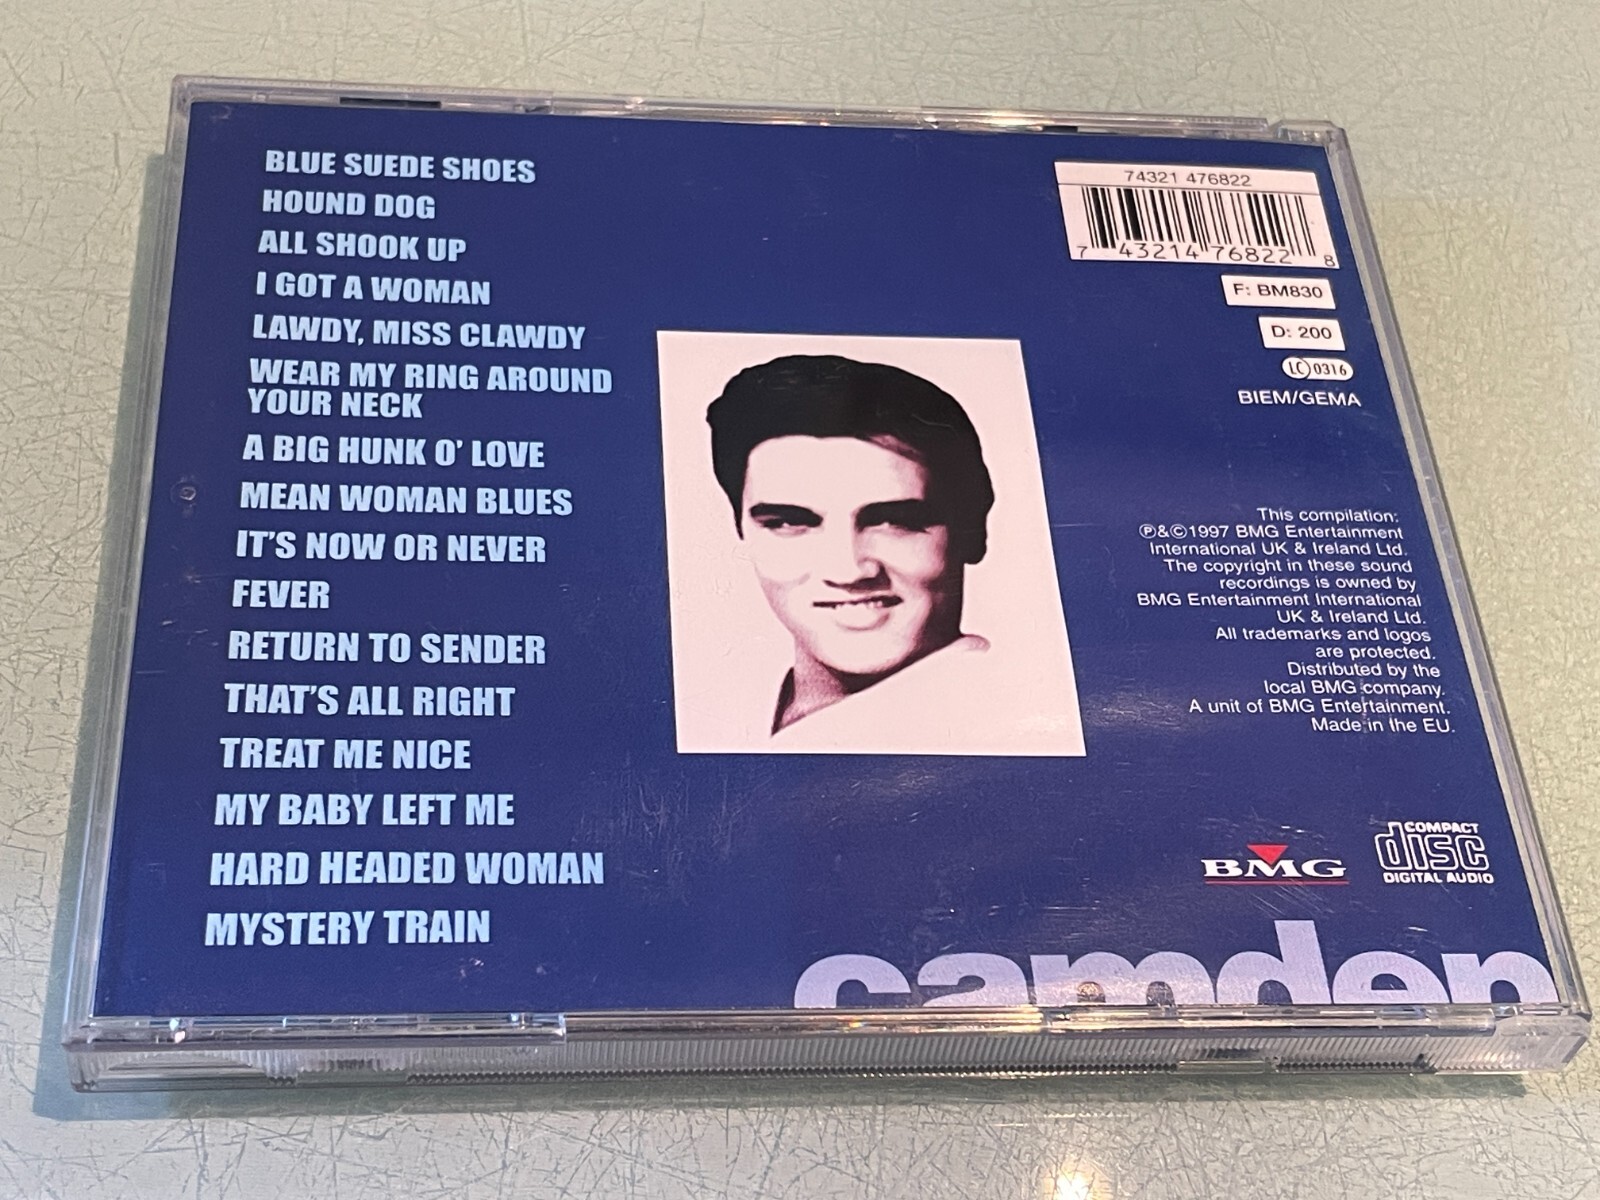 BLUE SUEDE SHOES
HOUND DOG
ALL SHOOK UP
I GOT A WOMAN
LAWDY, MISS CLAWDY
WEAR MY RING AROUND
YOUR NECK
A BIG HUNK O' LOVE
MEAN WOMAN BLUES
IT'S NOW OR NEVER
FEVER
RETURN TO SENDER
THAT'S ALL RIGHT
TREAT ME NICE
MY BABY LEFT ME
HARD HEADED WOMAN
MYSTERY TRAIN
74321 476822
7 43214 76822 8
F: BM830
D: 200
LC 0316
BIEM/GEMA
This compilation:
℗&©1997 BMG Entertainment
International UK & Ireland Ltd.
The copyright in these sound
recordings is owned by
BMG Entertainment International
UK & Ireland Ltd.
All trademarks and logos
are protected.
Distributed by the
local BMG company.
A unit of BMG Entertainment.
Made in the EU.
BMG
COMPACT
disc
DIGITAL AUDIO
camden